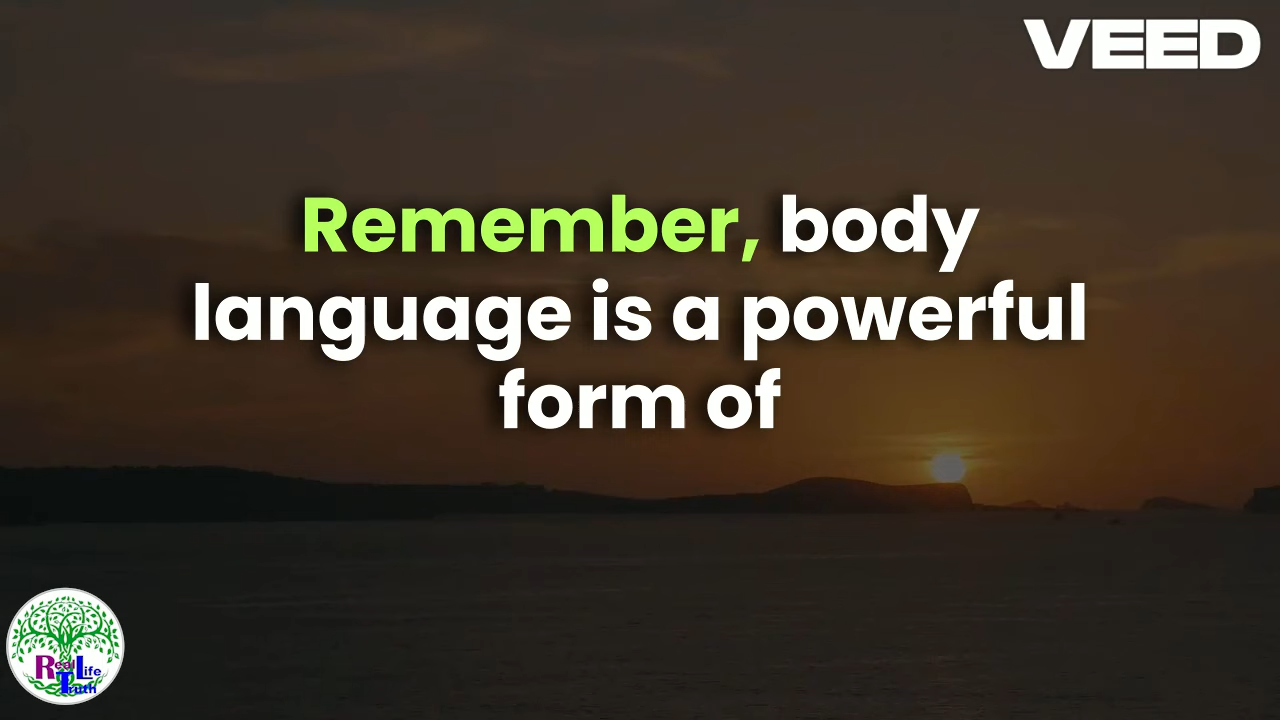 VEED
Remember, body
language is a powerful
form of
Real Life
Truth